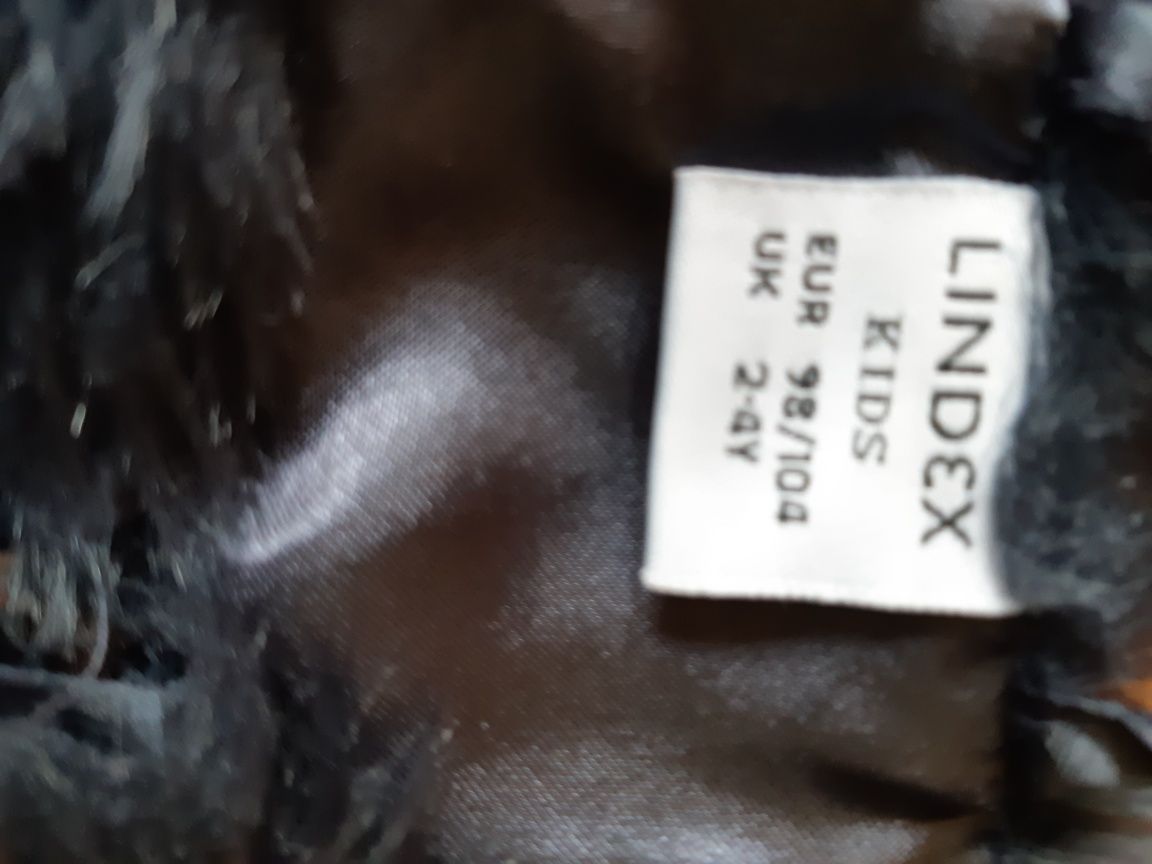 LINDEX
KIDS
EUR 98/104
UK 2-4Y